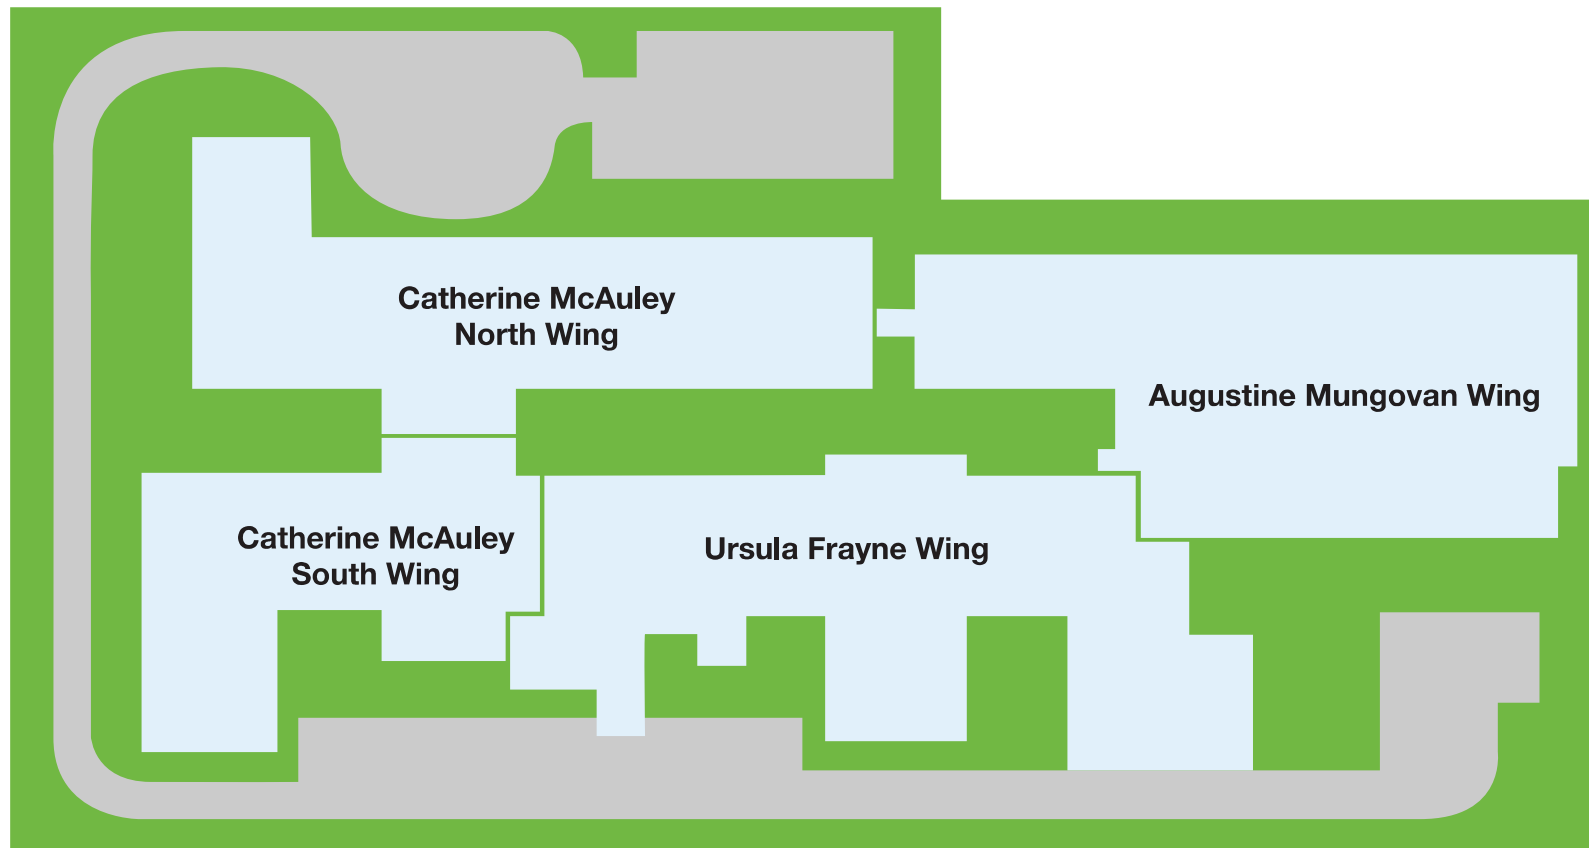 Catherine McAuley
North Wing
Augustine Mungovan Wing
Catherine McAuley
South Wing
Ursula Frayne Wing